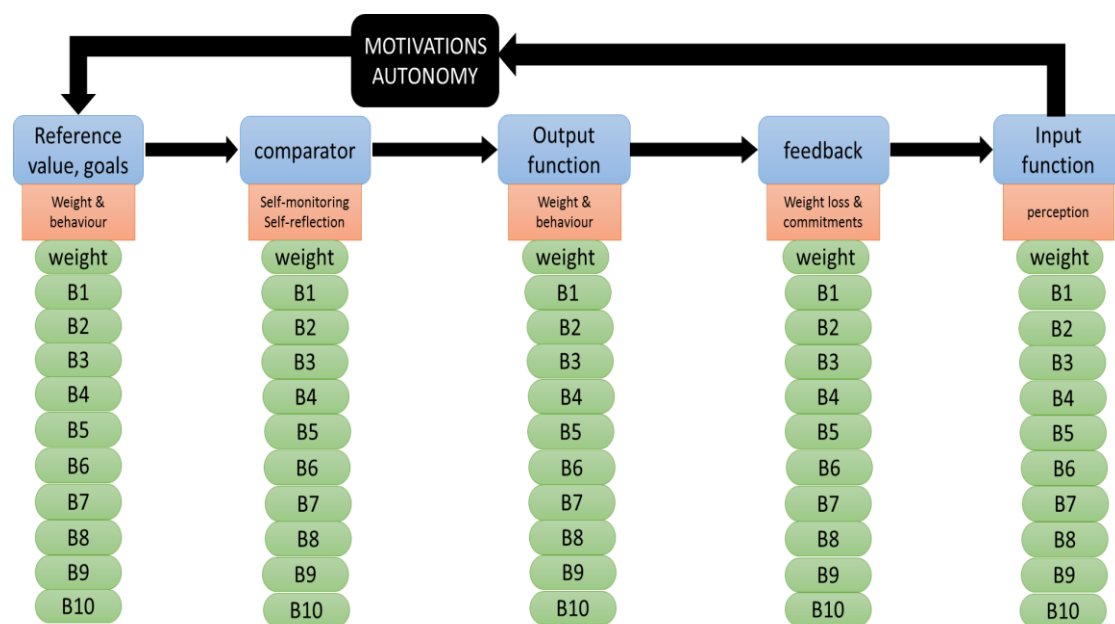 MOTIVATIONS
AUTONOMY
Reference
value, goals
comparator
Output
function
feedback
Input
function
Weight &
behaviour
Self-monitoring
Self-reflection
Weight &
behaviour
Weight loss &
commitments
perception
weight
B1
B2
B3
B4
B5
B6
B7
B8
B9
B10
weight
B1
B2
B3
B4
B5
B6
B7
B8
B9
B10
weight
B1
B2
B3
B4
B5
B6
B7
B8
B9
B10
weight
B1
B2
B3
B4
B5
B6
B7
B8
B9
B10
weight
B1
B2
B3
B4
B5
B6
B7
B8
B9
B10